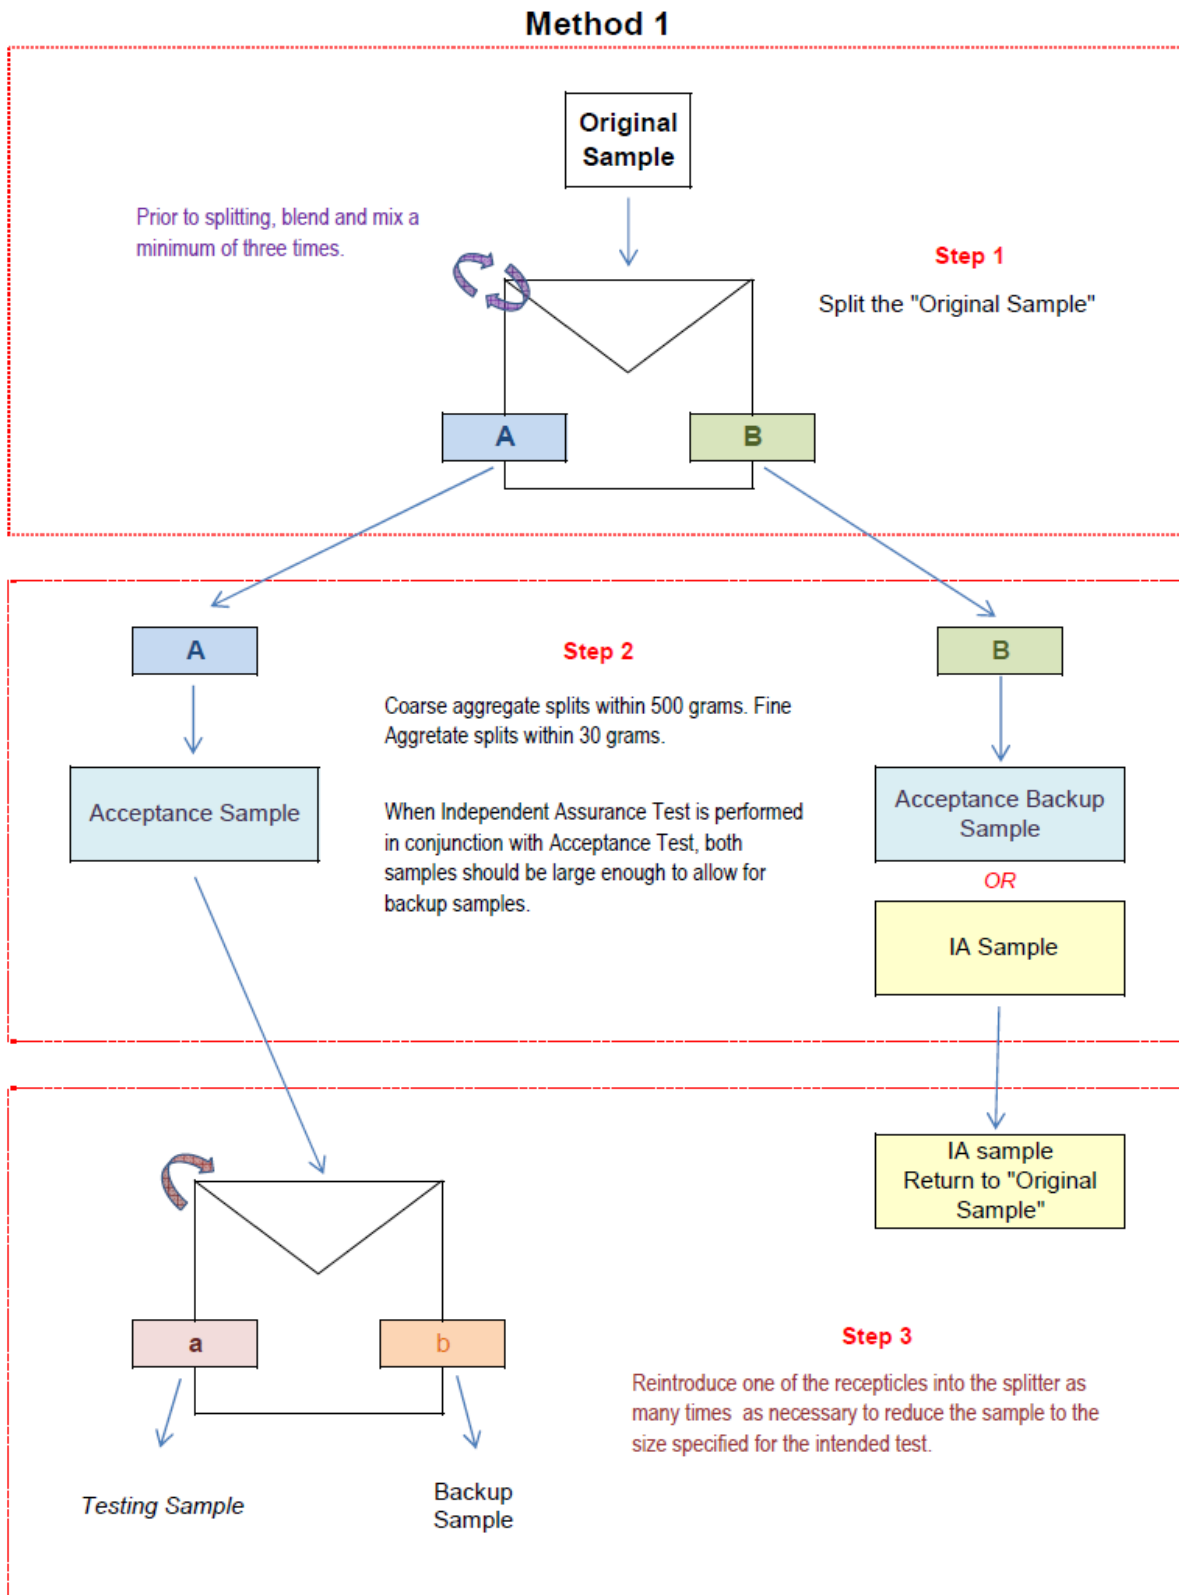 Method 1
Original
Sample
Prior to splitting, blend and mix a
minimum of three times.
Step 1
Split the "Original Sample"
A
B
A
Step 2
B
Coarse aggregate splits within 500 grams. Fine
Aggretate splits within 30 grams.
Acceptance Sample
Acceptance Backup
Sample
When Independent Assurance Test is performed
in conjunction with Acceptance Test, both
samples should be large enough to allow for
backup samples.
OR
IA Sample
IA sample
Return to "Original
Sample"
a
b
Step 3
Reintroduce one of the recepticles into the splitter as
many times as necessary to reduce the sample to the
size specified for the intended test.
Testing Sample
Backup
Sample